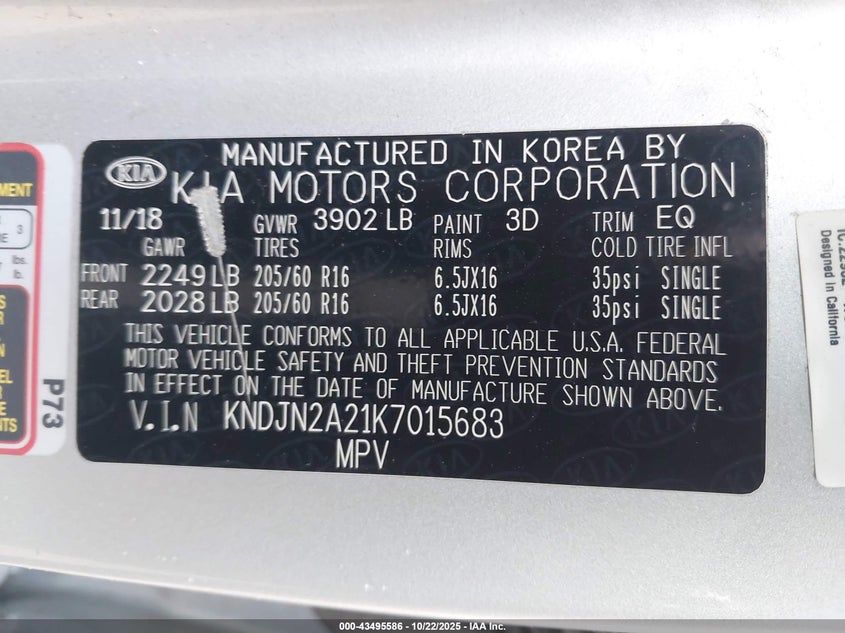 MANUFACTURED IN KOREA BY
KIA KIA MOTORS CORPORATION
11/18 GVWR 3902 LB PAINT 3D TRIM EQ
GAWR TIRES RIMS COLD TIRE INFL
FRONT 2249 LB 205/60 R16 6.5JX16 35psi SINGLE
REAR 2028 LB 205/60 R16 6.5JX16 35psi SINGLE
THIS VEHICLE CONFORMS TO ALL APPLICABLE U.S.A. FEDERAL
MOTOR VEHICLE SAFETY AND THEFT PREVENTION STANDARDS
IN EFFECT ON THE DATE OF MANUFACTURE SHOWN ABOVE.
V.I.N KNDJN2A21K7015683
MPV
P73
3
lbs.
lb.
Designed in California
000-43495586 - 10/22/2025 - IAA Inc.